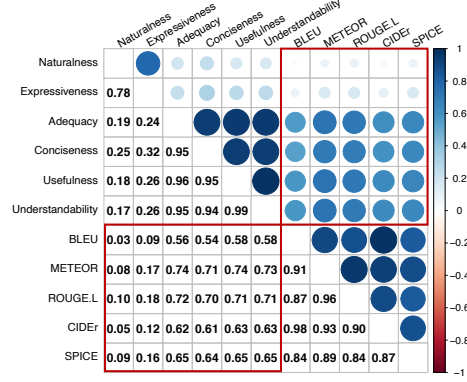 Naturalness Expressiveness Adequacy Conciseness Usefulness Understandability BLEU METEOR ROUGE.L CIDEr SPICE
Naturalness
Expressiveness 0.78
Adequacy 0.19 0.24
Conciseness 0.25 0.32 0.95
Usefulness 0.18 0.26 0.96 0.95
Understandability 0.17 0.26 0.95 0.94 0.99
BLEU 0.03 0.09 0.56 0.54 0.58 0.58
METEOR 0.08 0.17 0.74 0.71 0.74 0.73 0.91
ROUGE.L 0.10 0.18 0.72 0.70 0.71 0.71 0.87 0.96
CIDEr 0.05 0.12 0.62 0.61 0.63 0.63 0.98 0.93 0.90
SPICE 0.09 0.16 0.65 0.64 0.65 0.65 0.84 0.89 0.84 0.87
1
0.8
0.6
0.4
0.2
0
−0.2
−0.4
−0.6
−0.8
−1